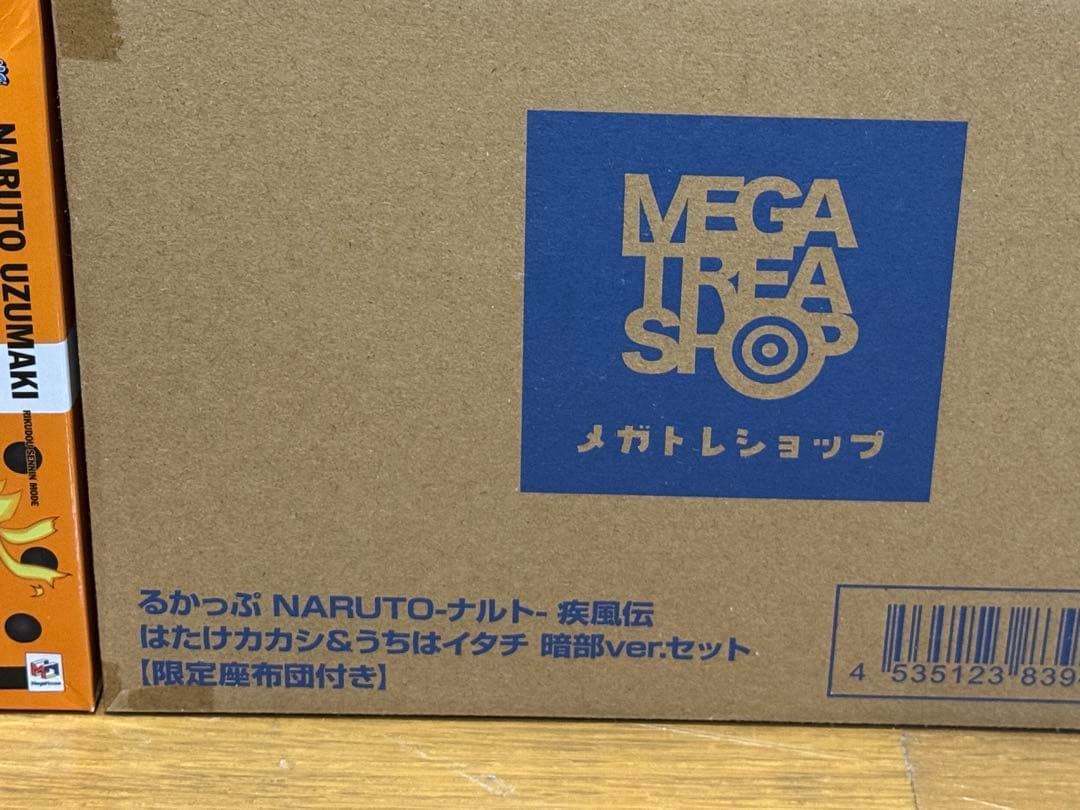 NARUTO UZUMAKI
RIKUDOU SENNIN MODE
MegaHouse
MEGA
TREA
SHOP
メガトレショップ
るかっぷ NARUTO-ナルト- 疾風伝
はたけカカシ&うちはイタチ 暗部ver.セット
【限定座布団付き】
4 535123 839